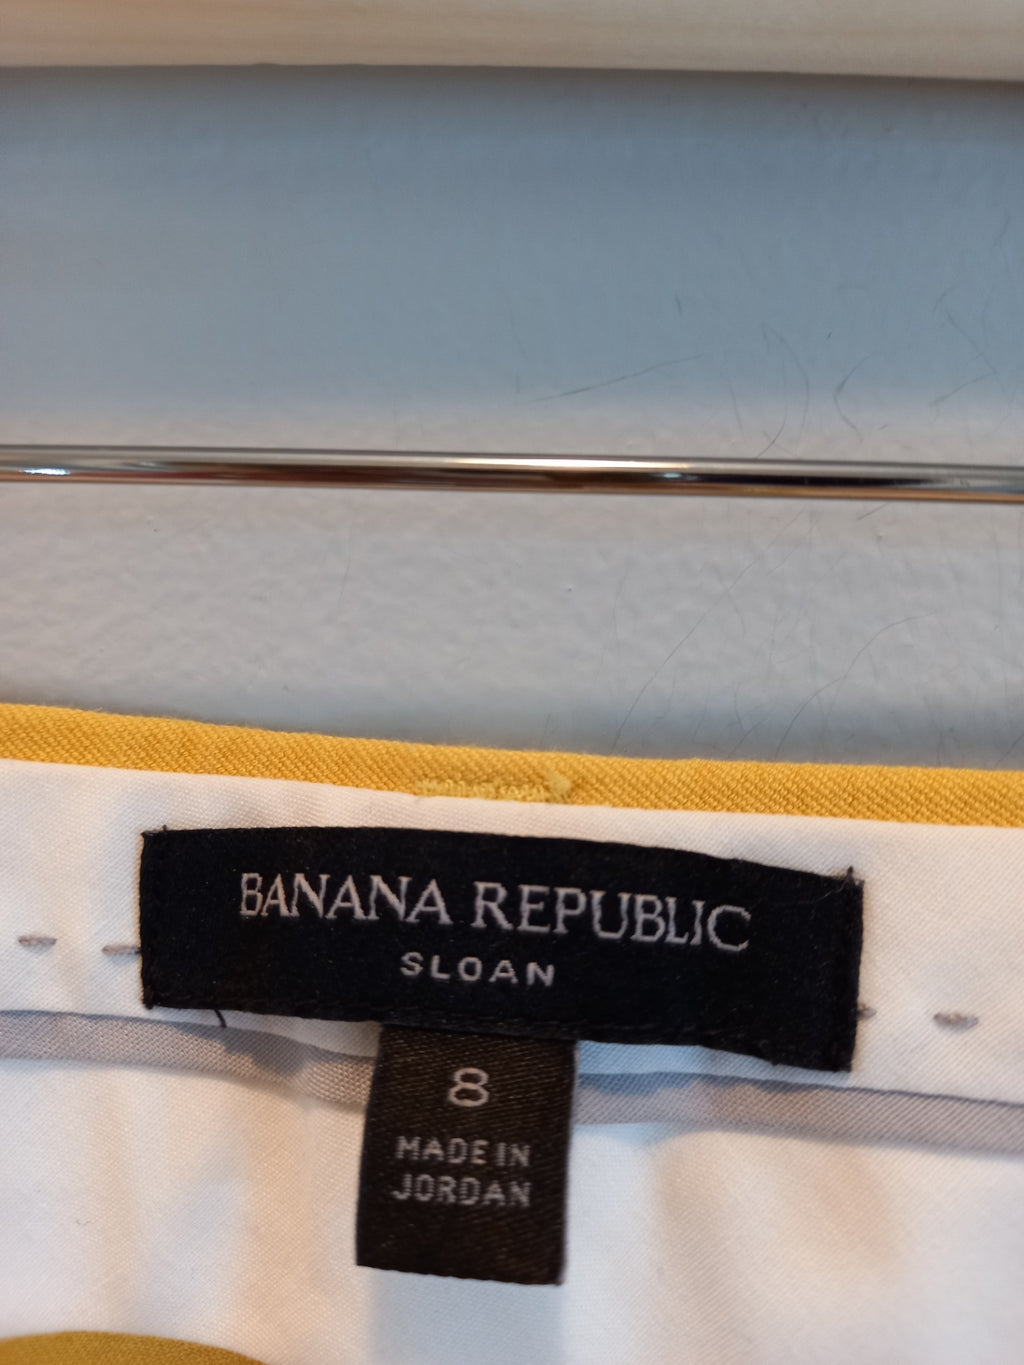 BANANA REPUBLIC
SLOAN
8
MADE IN
JORDAN